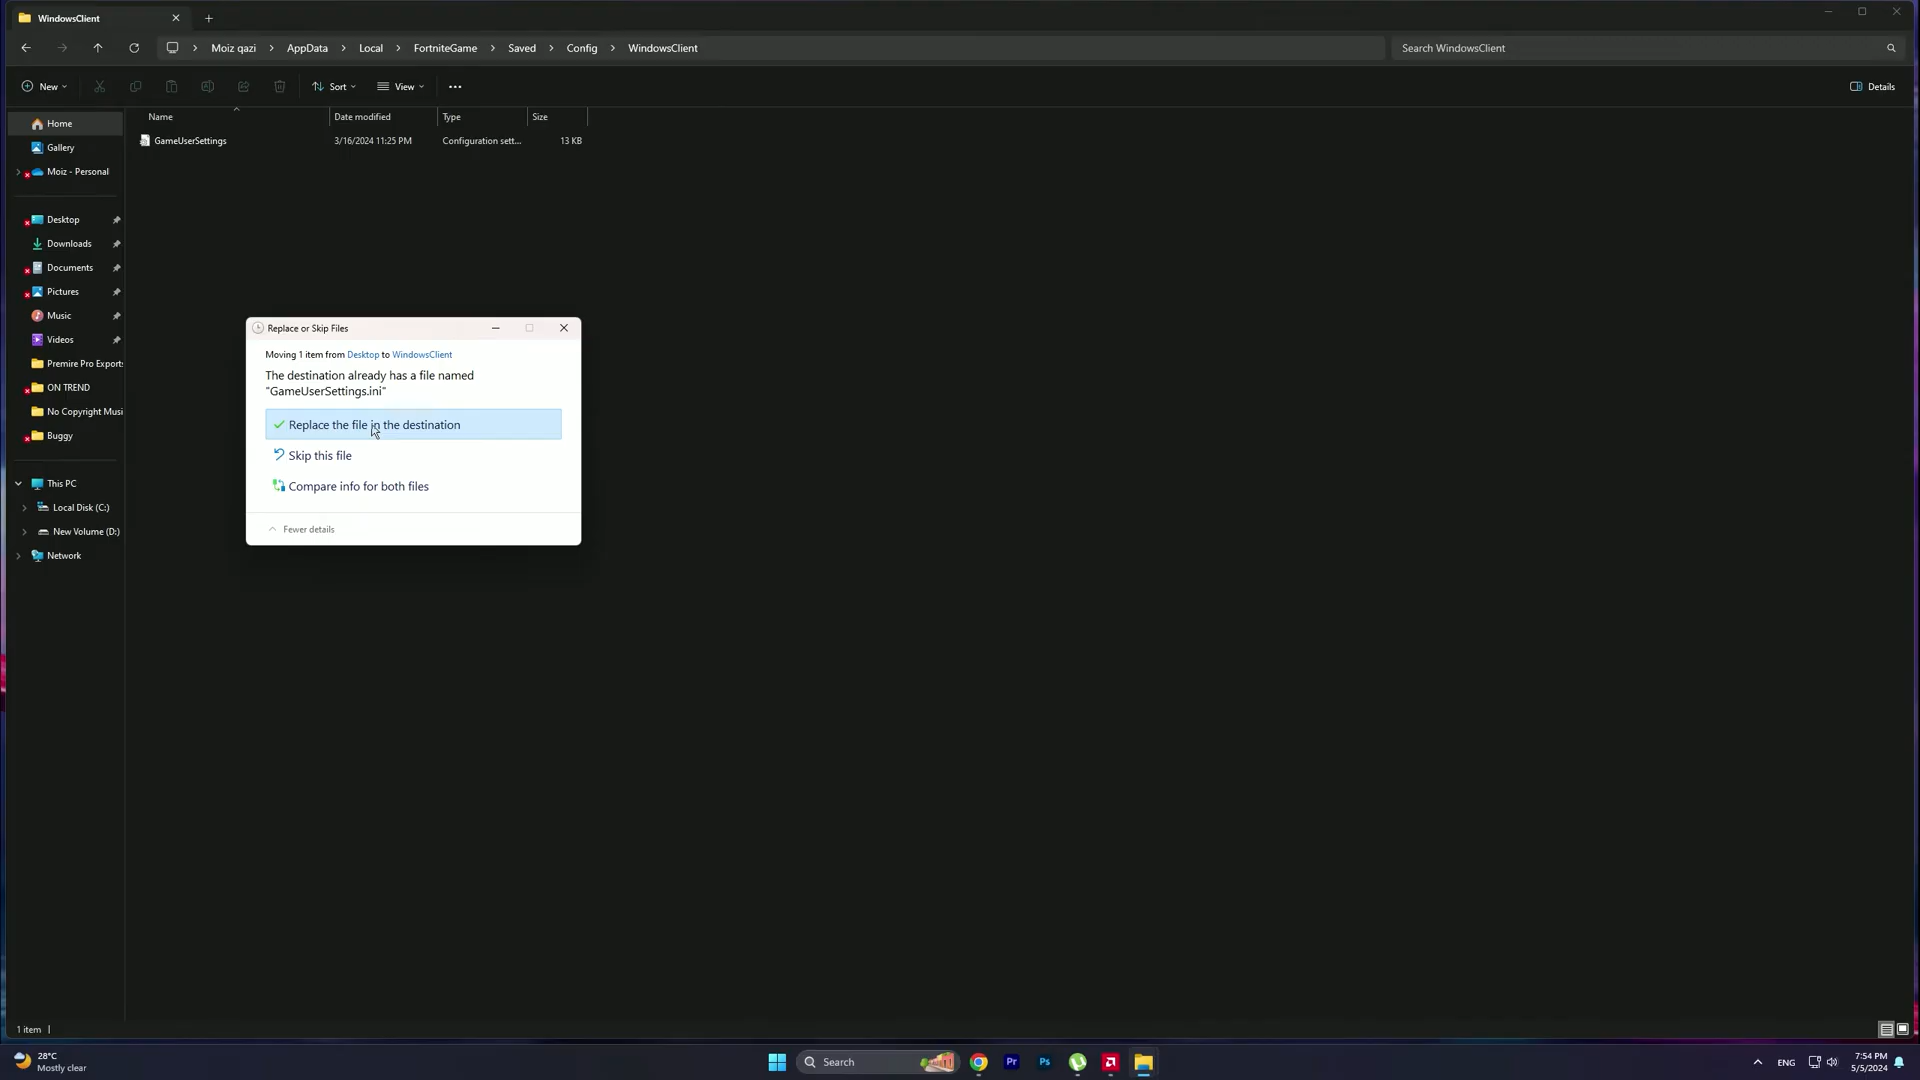 WindowsClient
Moiz qazi > AppData > Local > FortniteGame > Saved > Config > WindowsClient
Search WindowsClient
New
Sort
View
Details
Name
Date modified
Type
Size
GameUserSettings
3/16/2024 11:25 PM
Configuration sett...
13 KB
Home
Gallery
Moiz - Personal
Desktop
Downloads
Documents
Pictures
Music
Videos
Premire Pro Exports
ON TREND
No Copyright Musi
Buggy
This PC
Local Disk (C:)
New Volume (D:)
Network
Replace or Skip Files
Moving 1 item from Desktop to WindowsClient
The destination already has a file named
"GameUserSettings.ini"
Replace the file in the destination
Skip this file
Compare info for both files
Fewer details
1 item
28°C
Mostly clear
Search
Pr
Ps
ENG
7:54 PM
5/5/2024